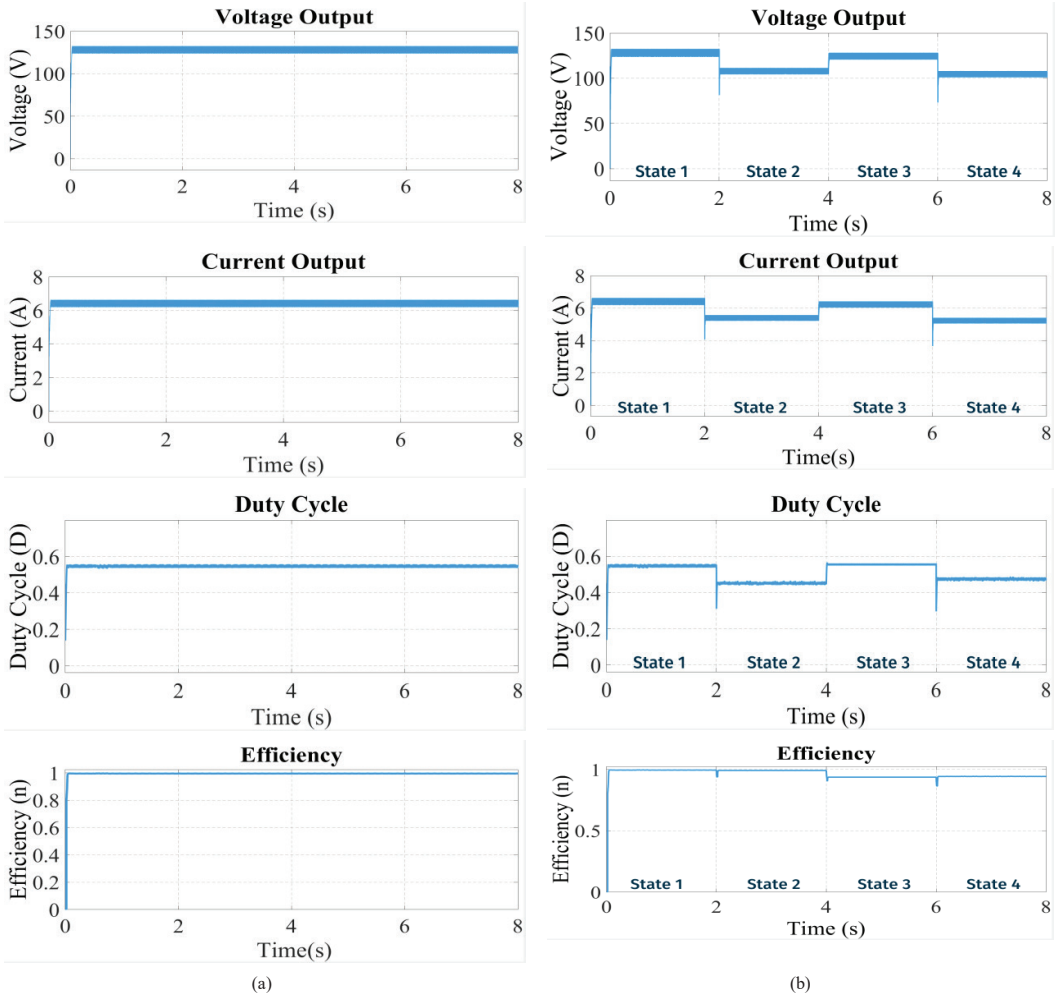 Voltage Output
Voltage (V)
150
100
50
0
0 2 4 6 8
Time (s)
Current Output
Current (A)
8
6
4
2
0
0 2 4 6 8
Time (s)
Duty Cycle
Duty Cycle (D)
0.6
0.4
0.2
0
0 2 4 6 8
Time (s)
Efficiency
Efficiency (n)
1
0.8
0.6
0.4
0.2
0
0 2 4 6 8
Time(s)
(a)
Voltage Output
Voltage (V)
150
100
50
0
State 1 State 2 State 3 State 4
0 2 4 6 8
Time (s)
Current Output
Current (A)
8
6
4
2
0
State 1 State 2 State 3 State 4
0 2 4 6 8
Time(s)
Duty Cycle
Duty Cycle (D)
0.6
0.4
0.2
0
State 1 State 2 State 3 State 4
0 2 4 6 8
Time (s)
Efficiency
Efficiency (n)
1
0.5
0
State 1 State 2 State 3 State 4
0 2 4 6 8
Time (s)
(b)